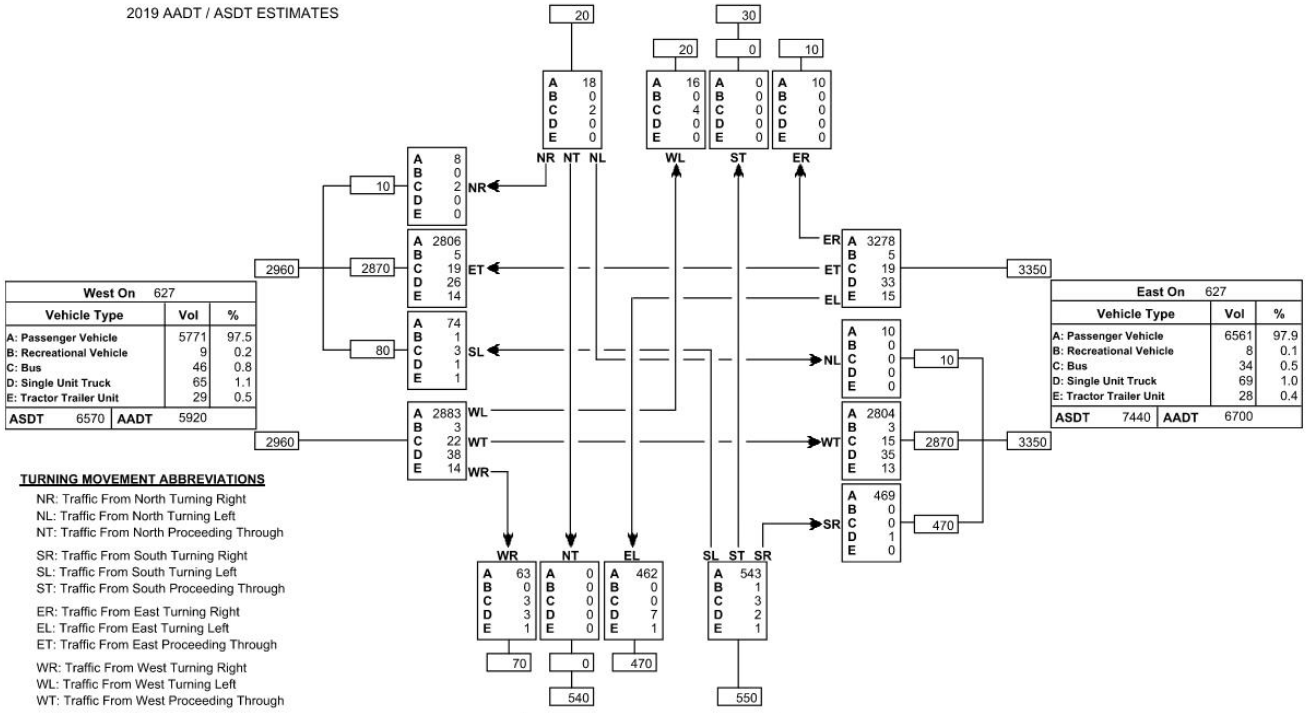 2019 AADT / ASDT ESTIMATES
20
30
20 0 10
A 18
B 0
C 2
D 0
E 0
A 16
B 0
C 4
D 0
E 0
A 0
B 0
C 0
D 0
E 0
A 10
B 0
C 0
D 0
E 0
NR NT NL
WL ST ER
10
A 8
B 0
C 2
D 0
E 0
NR
2960
2870
A 2806
B 5
C 19
D 26
E 14
ET
80
A 74
B 1
C 3
D 1
E 1
SL
2960
A 2883
B 3
C 22
D 38
E 14
WL
WT
WR
ER
ET
EL
A 3278
B 5
C 19
D 33
E 15
3350
NL
A 10
B 0
C 0
D 0
E 0
10
WT
A 2804
B 3
C 15
D 35
E 13
2870
3350
SR
A 469
B 0
C 0
D 1
E 0
470
West On 627
Vehicle Type Vol %
A: Passenger Vehicle 5771 97.5
B: Recreational Vehicle 9 0.2
C: Bus 46 0.8
D: Single Unit Truck 65 1.1
E: Tractor Trailer Unit 29 0.5
ASDT 6570 AADT 5920
East On 627
Vehicle Type Vol %
A: Passenger Vehicle 6561 97.9
B: Recreational Vehicle 8 0.1
C: Bus 34 0.5
D: Single Unit Truck 69 1.0
E: Tractor Trailer Unit 28 0.4
ASDT 7440 AADT 6700
TURNING MOVEMENT ABBREVIATIONS
NR: Traffic From North Turning Right
NL: Traffic From North Turning Left
NT: Traffic From North Proceeding Through
SR: Traffic From South Turning Right
SL: Traffic From South Turning Left
ST: Traffic From South Proceeding Through
ER: Traffic From East Turning Right
EL: Traffic From East Turning Left
ET: Traffic From East Proceeding Through
WR: Traffic From West Turning Right
WL: Traffic From West Turning Left
WT: Traffic From West Proceeding Through
WR NT EL
SL ST SR
A 63
B 0
C 3
D 3
E 1
A 0
B 0
C 0
D 0
E 0
A 462
B 0
C 0
D 7
E 1
A 543
B 1
C 3
D 2
E 1
70 0 470
540
550